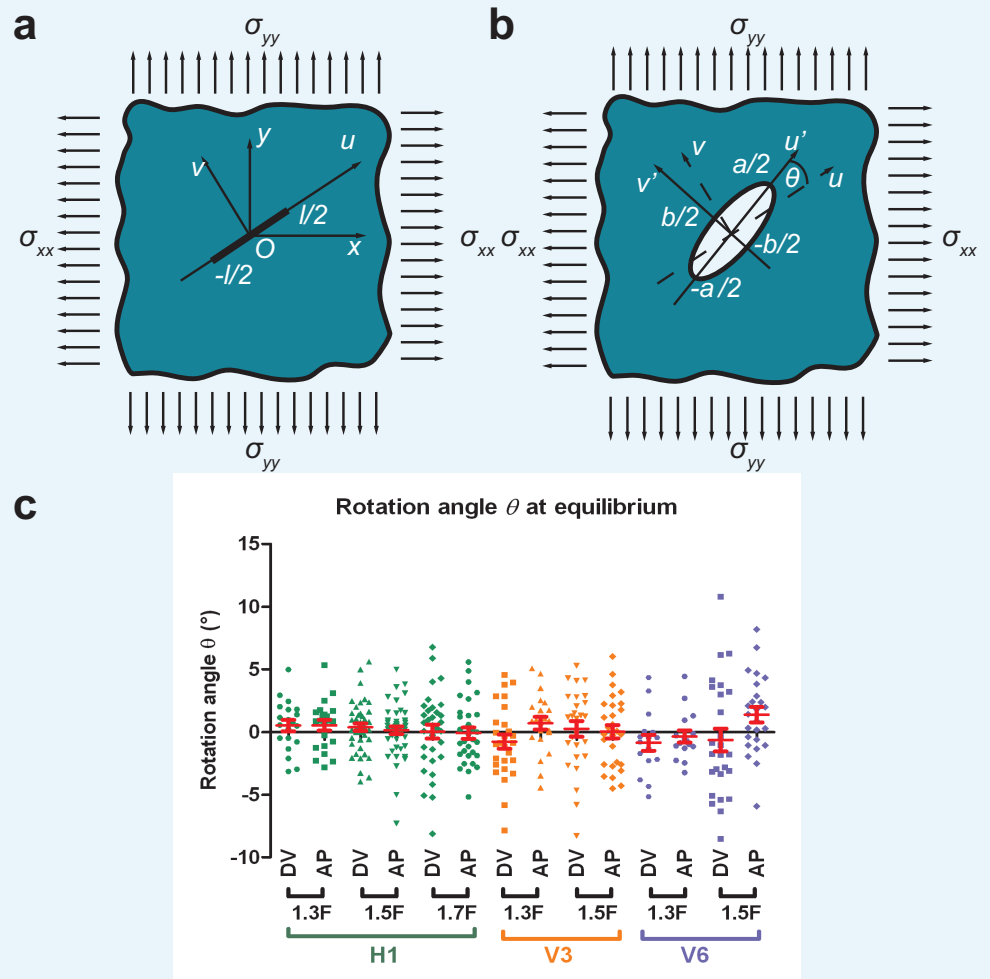 a
b
σyy
σyy
y
u
v
l/2
O
x
-l/2
σxx
σxx
σyy
v
u'
a/2
θ
u
v'
b/2
-b/2
-a/2
σxx
σxx
σyy
c
Rotation angle θ at equilibrium
Rotation angle θ (°)
15
10
5
0
-5
-10
DV AP DV AP DV AP DV AP DV AP DV AP DV AP
1.3F 1.5F 1.7F 1.3F 1.5F 1.3F 1.5F
H1 V3 V6